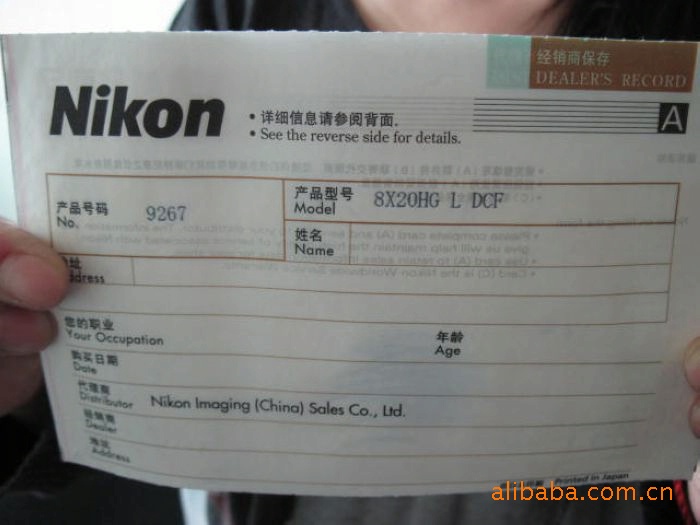 经销商保存
DEALER'S RECORD
Nikon
• 详细信息请参阅背面.
• See the reverse side for details.
A
产品号码
No.
9267
产品型号
Model
8X20HG L DCF
姓名
Name
地址
Address
您的职业
Your Occupation
年龄
Age
购买日期
Date
代理商
Distributor
Nikon Imaging (China) Sales Co., Ltd.
经销商
Dealer
地址
Address
Printed in Japan
alibaba.com.cn